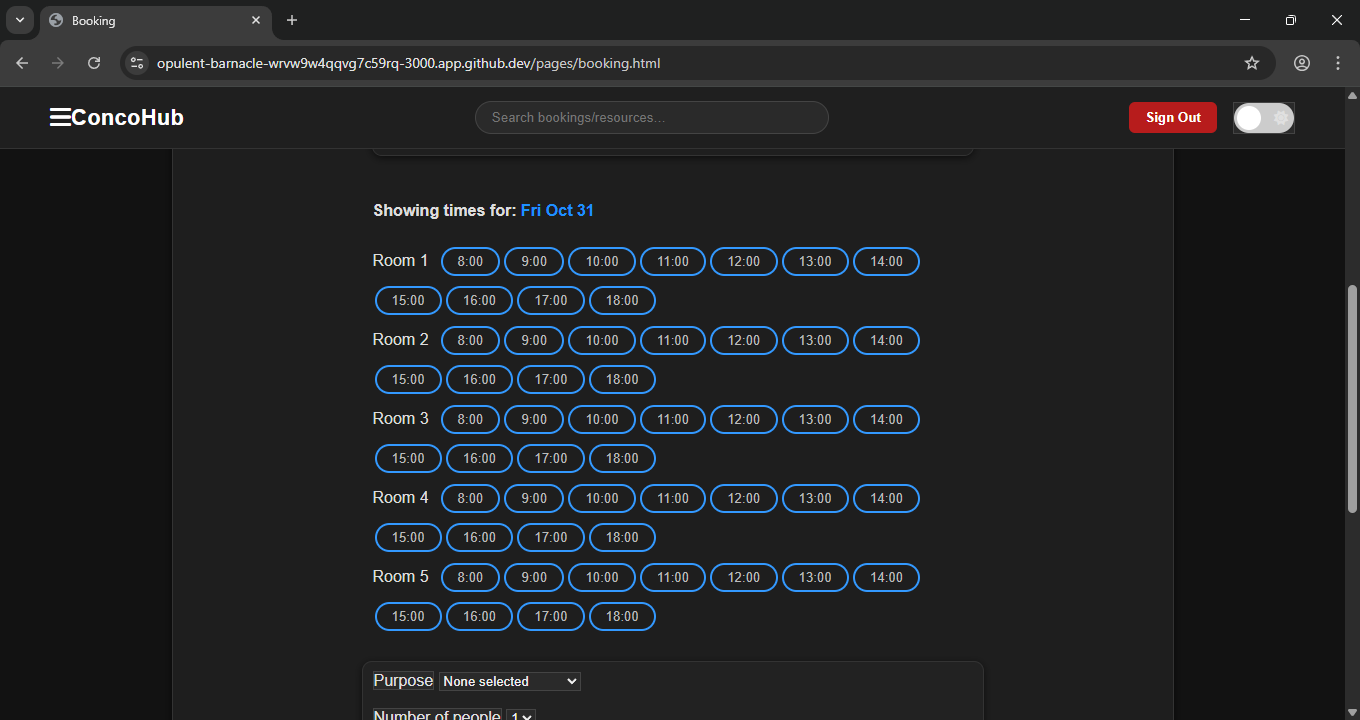 Booking
opulent-barnacle-wrvw9w4qqvg7c59rq-3000.app.github.dev/pages/booking.html
ConcoHub
Search bookings/resources...
Sign Out
Showing times for: Fri Oct 31
Room 1 8:00 9:00 10:00 11:00 12:00 13:00 14:00
15:00 16:00 17:00 18:00
Room 2 8:00 9:00 10:00 11:00 12:00 13:00 14:00
15:00 16:00 17:00 18:00
Room 3 8:00 9:00 10:00 11:00 12:00 13:00 14:00
15:00 16:00 17:00 18:00
Room 4 8:00 9:00 10:00 11:00 12:00 13:00 14:00
15:00 16:00 17:00 18:00
Room 5 8:00 9:00 10:00 11:00 12:00 13:00 14:00
15:00 16:00 17:00 18:00
Purpose None selected
Number of people 1